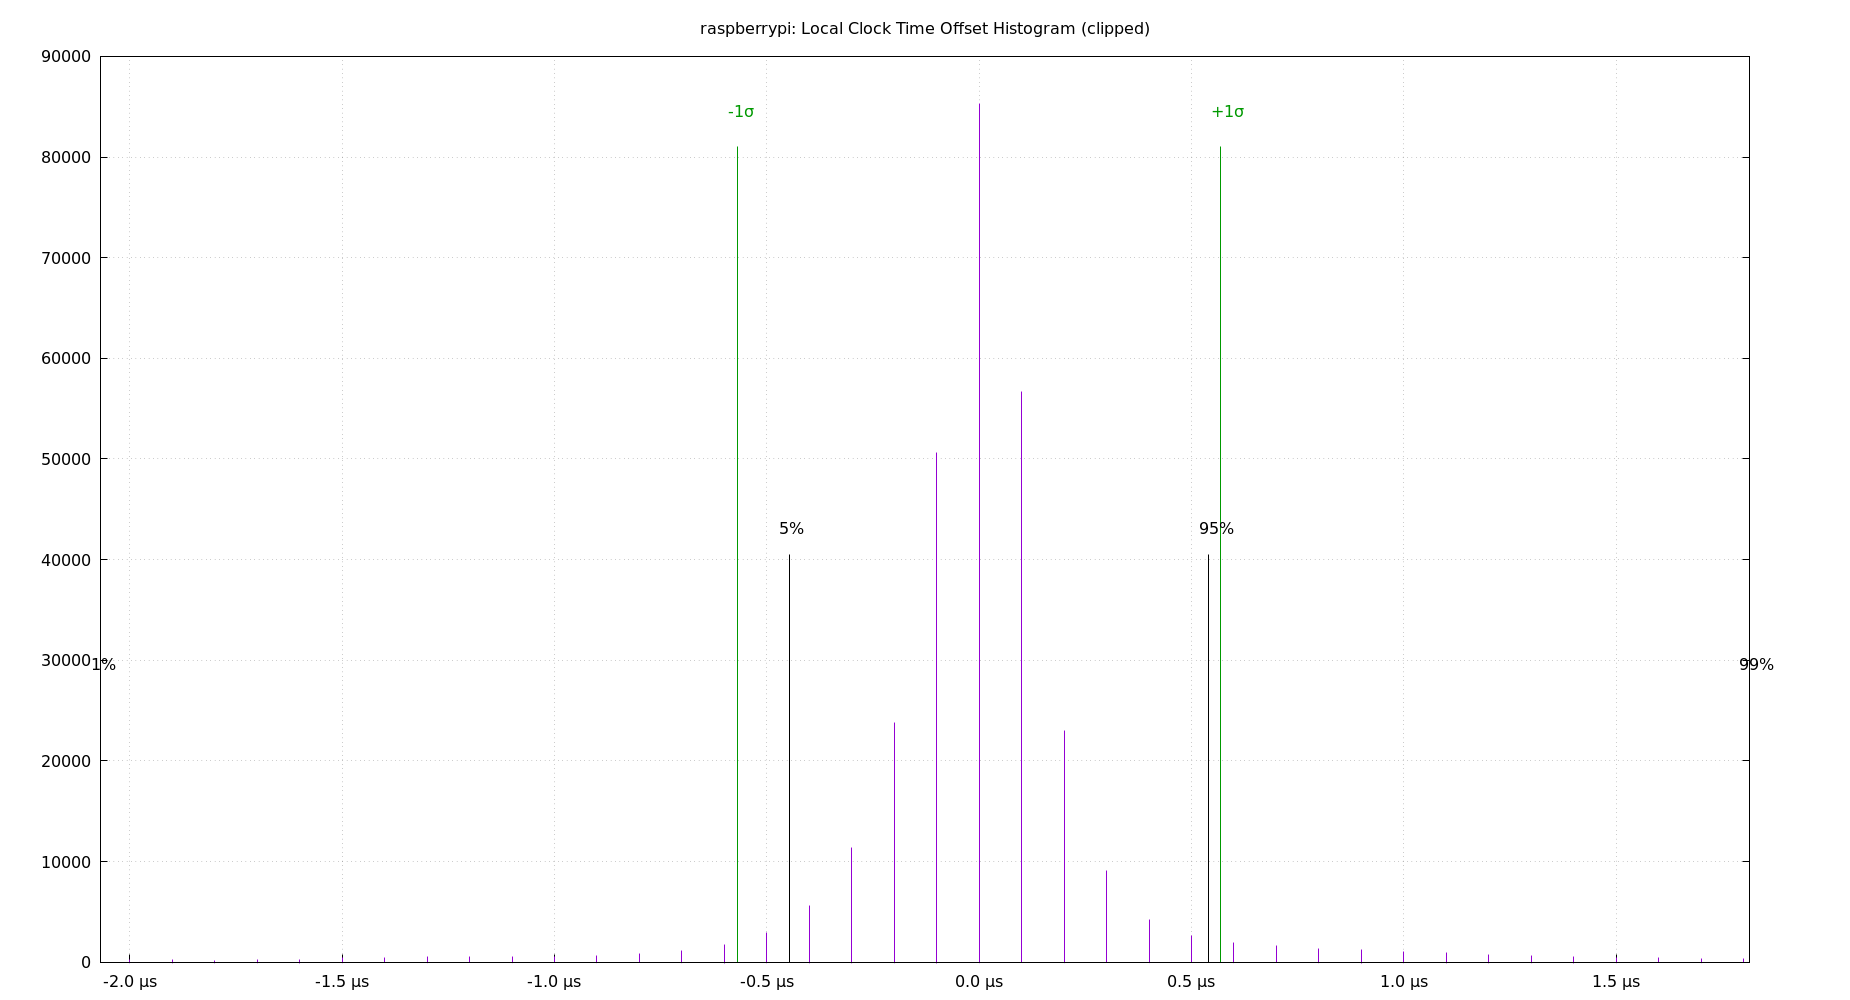 raspberrypi: Local Clock Time Offset Histogram (clipped)
90000
-1σ
+1σ
80000
70000
60000
50000
5%
95%
40000
30000
1%
99%
20000
10000
0
-2.0 µs
-1.5 µs
-1.0 µs
-0.5 µs
0.0 µs
0.5 µs
1.0 µs
1.5 µs